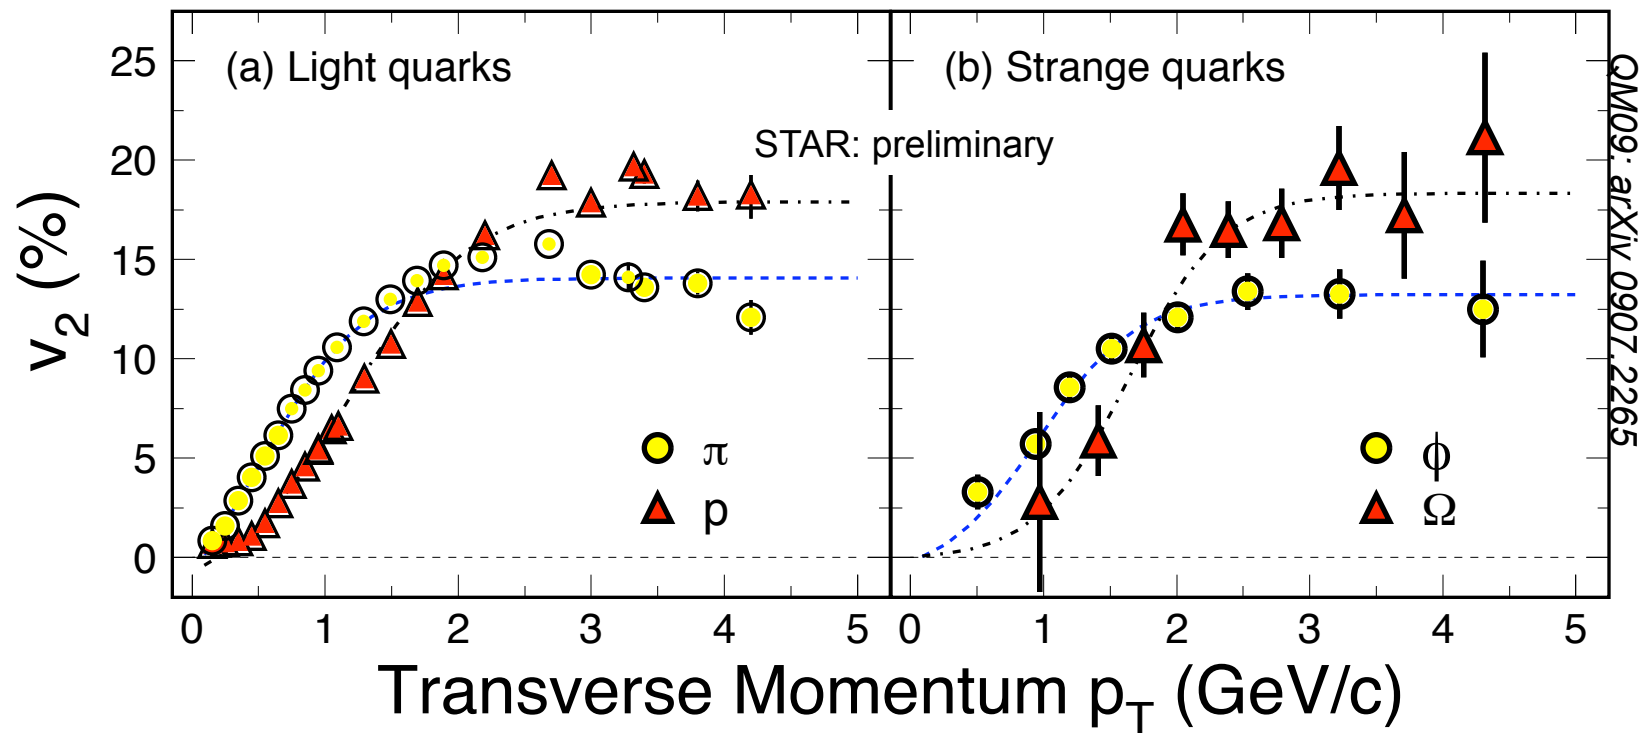 (a) Light quarks
(b) Strange quarks
STAR: preliminary
QM09: arXiv 0907.2265
v2 (%)
25
20
15
10
5
0
π
p
ϕ
Ω
0 1 2 3 4 5 0 1 2 3 4 5
Transverse Momentum pT (GeV/c)